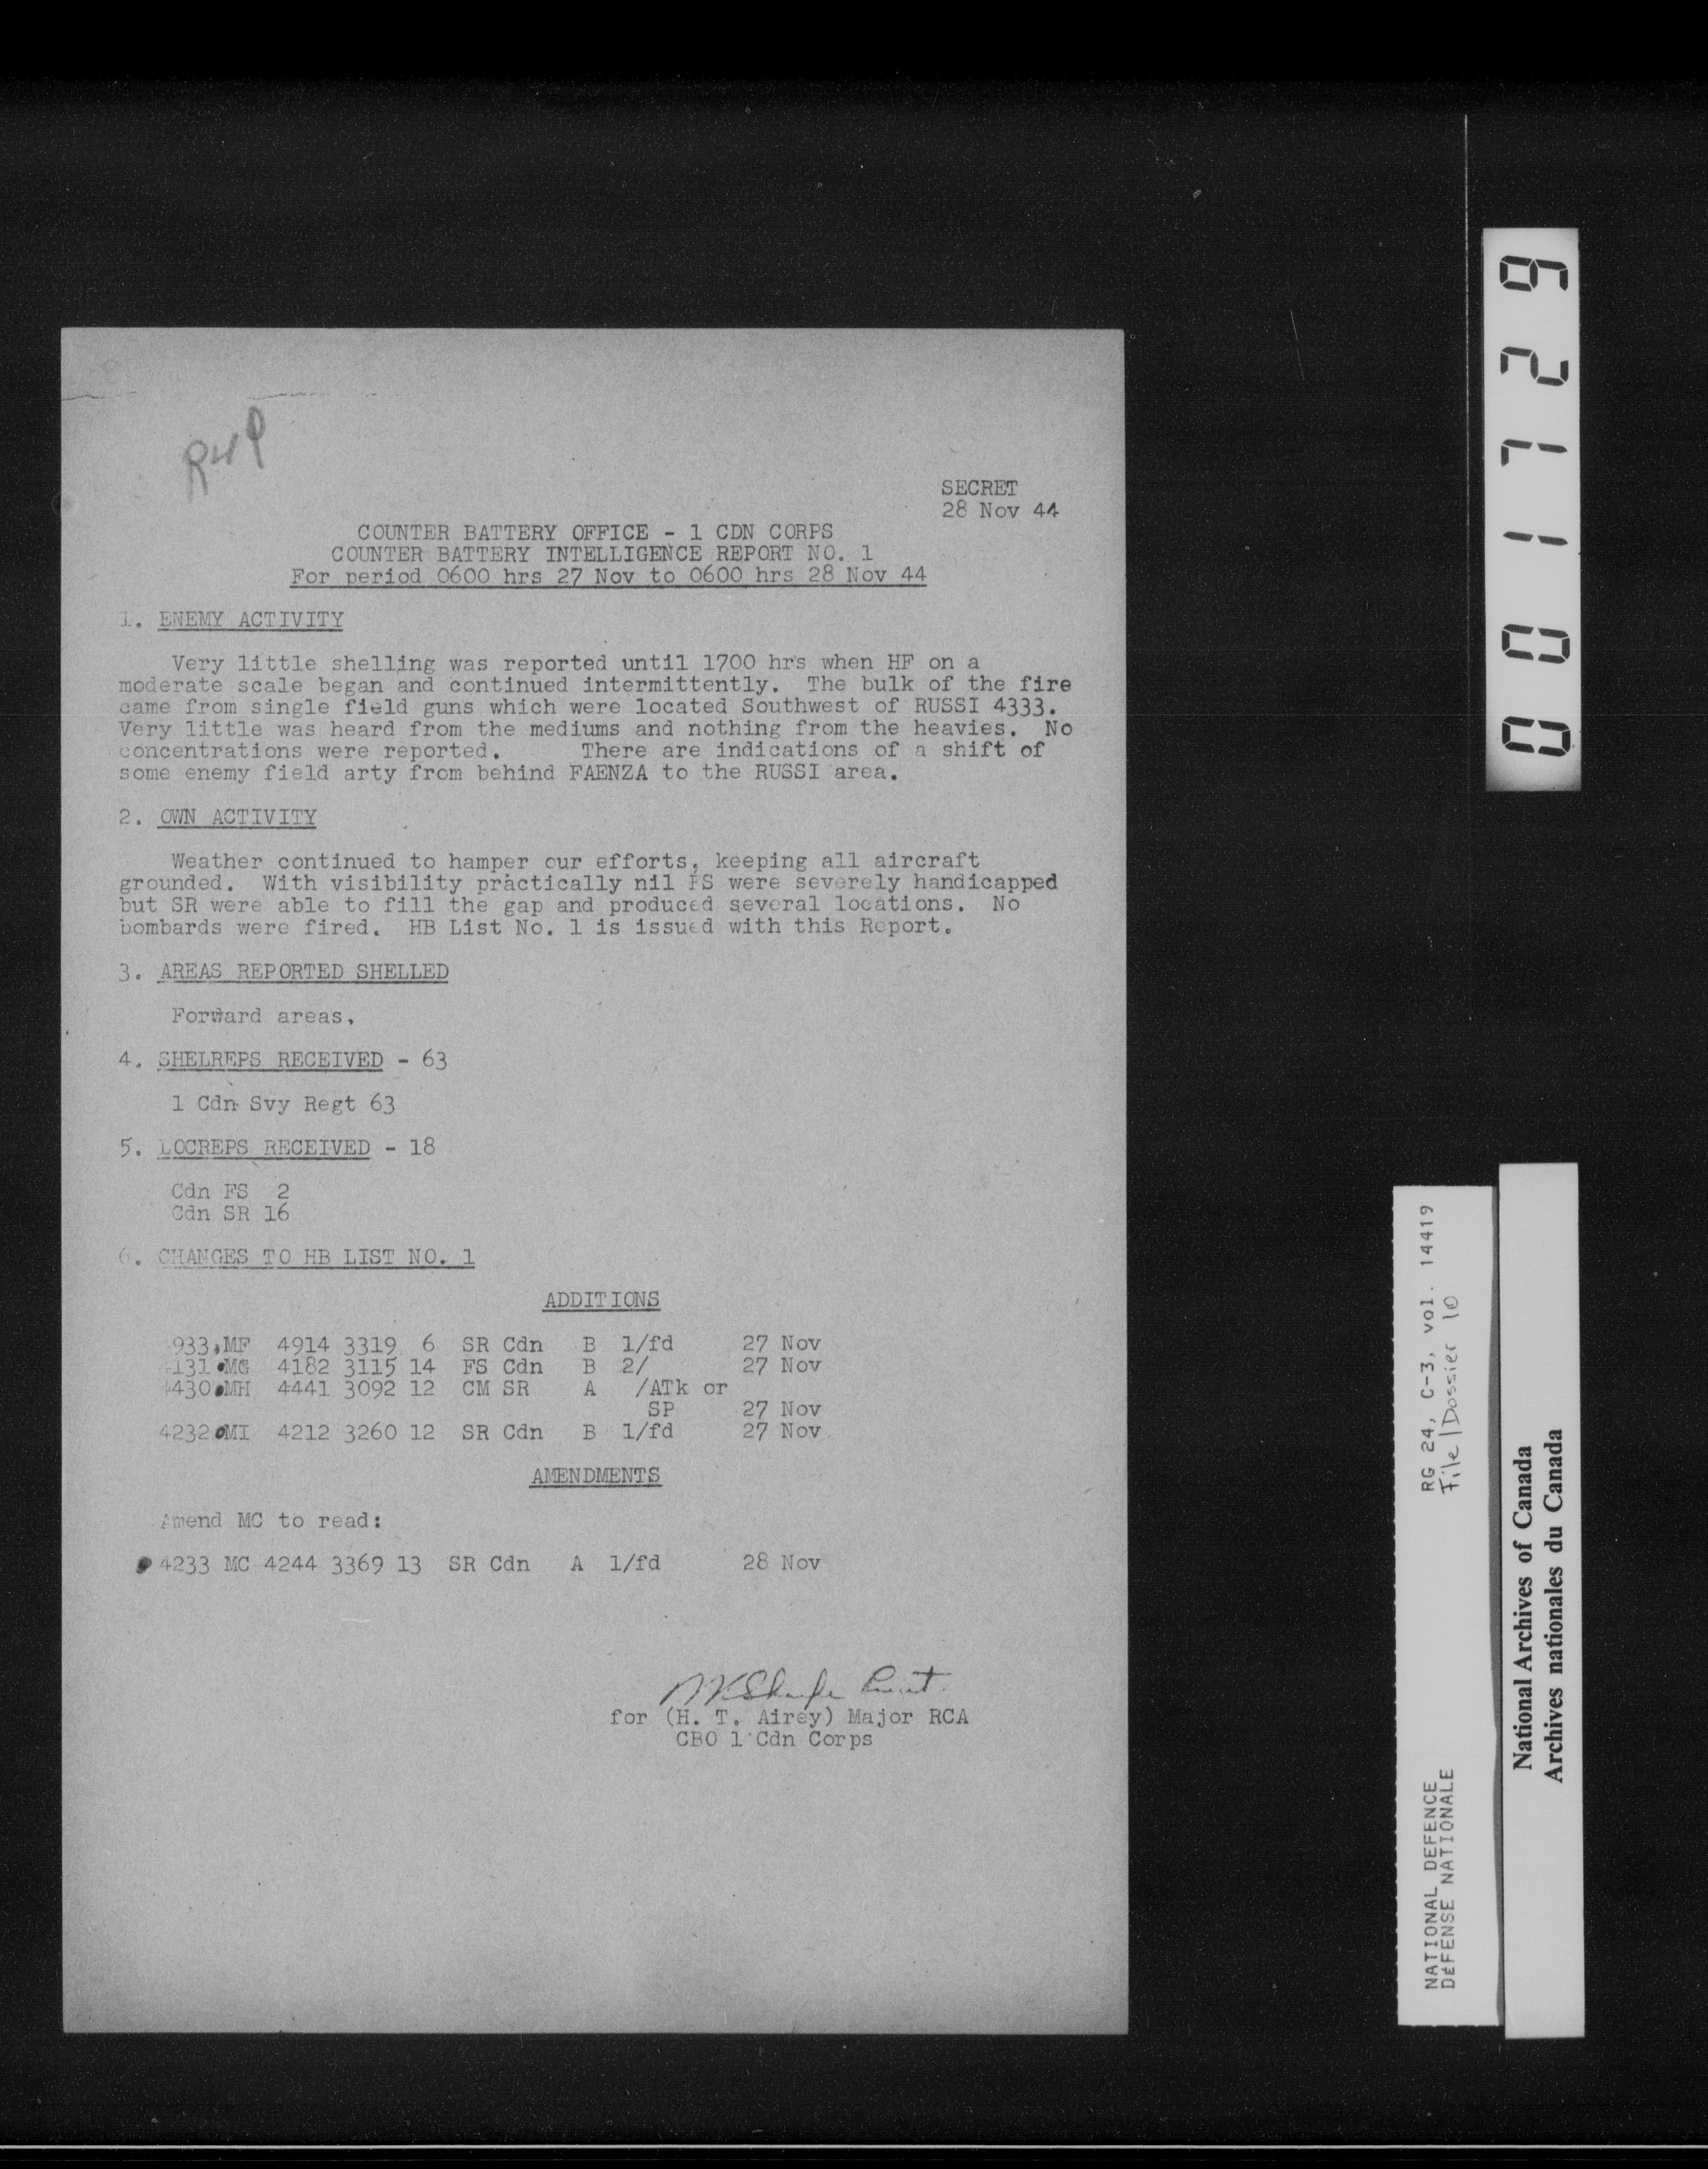 SECRET
28 Nov 44
COUNTER BATTERY OFFICE - 1 CDN CORPS
COUNTER BATTERY INTELLIGENCE REPORT NO. 1
For period 0600 hrs 27 Nov to 0600 hrs 28 Nov 44
1. ENEMY ACTIVITY
Very little shelling was reported until 1700 hrs when HF on a
moderate scale began and continued intermittently. The bulk of the fire
came from single field guns which were located Southwest of RUSSI 4333.
Very little was heard from the mediums and nothing from the heavies. No
concentrations were reported. There are indications of a shift of
some enemy field arty from behind FAENZA to the RUSSI area.
2. OWN ACTIVITY
Weather continued to hamper our efforts, keeping all aircraft
grounded. With visibility practically nil FS were severely handicapped
but SR were able to fill the gap and produced several locations. No
bombards were fired. HB List No. 1 is issued with this Report.
3. AREAS REPORTED SHELLED
Forward areas,
4. SHELREPS RECEIVED - 63
1 Cdn Svy Regt 63
5. LOCREPS RECEIVED - 18
Cdn FS 2
Cdn SR 16
6. CHANGES TO HB LIST NO. 1
ADDITIONS
MF 4914 3319 6 SR Cdn B 1/fd 27 Nov
MG 4182 3115 14 FS Cdn B 2/ 27 Nov
MH 4441 3092 12 CM SR A /ATk or
SP 27 Nov
4232 MI 4212 3260 12 SR Cdn B 1/fd 27 Nov
AMENDMENTS
Amend MC to read:
4233 MC 4244 3369 13 SR Cdn A 1/fd 28 Nov
for (H. T. Airey) Major RCA
CBO 1 Cdn Corps
001729
RG 24, C-3, vol. 14419
File/Dossier 10
NATIONAL DEFENCE
DÉFENSE NATIONALE
National Archives of Canada
Archives nationales du Canada